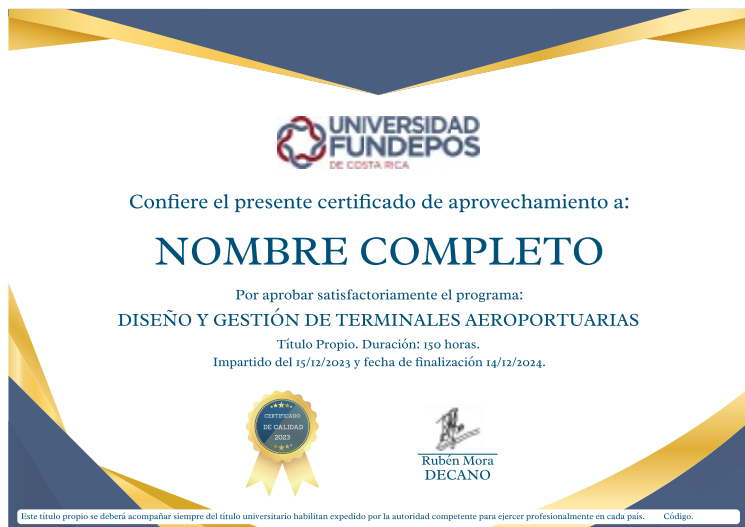 UNIVERSIDAD
FUNDEPOS
DE COSTA RICA
Confiere el presente certificado de aprovechamiento a:
NOMBRE COMPLETO
Por aprobar satisfactoriamente el programa:
DISEÑO Y GESTIÓN DE TERMINALES AEROPORTUARIAS
Título Propio. Duración: 150 horas.
Impartido del 15/12/2023 y fecha de finalización 14/12/2024.
CERTIFICADO
DE CALIDAD
2023
Rubén Mora
DECANO
Este título propio se deberá acompañar siempre del título universitario habilitan expedido por la autoridad competente para ejercer profesionalmente en cada país. Código.